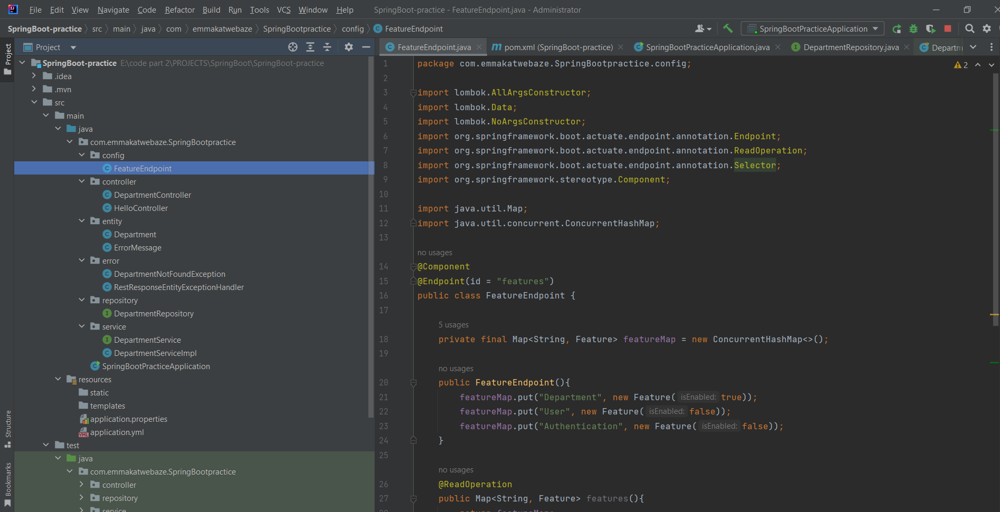 File Edit View Navigate Code Refactor Build Run Tools VCS Window Help SpringBoot-practice - FeatureEndpoint.java - Administrator
SpringBoot-practice src main java com emmakatwebaze SpringBootpractice config FeatureEndpoint SpringBootPracticeApplication
Project
Structure
Bookmarks
Project
SpringBoot-practice E:\code part 2\PROJECTS\SpringBoot\SpringBoot-practice
.idea
.mvn
src
main
java
com.emmakatwebaze.SpringBootpractice
config
FeatureEndpoint
controller
DepartmentController
HelloController
entity
Department
ErrorMessage
error
DepartmentNotFoundException
RestResponseEntityExceptionHandler
repository
DepartmentRepository
service
DepartmentService
DepartmentServiceImpl
SpringBootPracticeApplication
resources
static
templates
application.properties
application.yml
test
java
com.emmakatwebaze.SpringBootpractice
controller
repository
service
FeatureEndpoint.java pom.xml (SpringBoot-practice) SpringBootPracticeApplication.java DepartmentRepository.java Departm
2
1 package com.emmakatwebaze.SpringBootpractice.config;
2
3 import lombok.AllArgsConstructor;
4 import lombok.Data;
5 import lombok.NoArgsConstructor;
6 import org.springframework.boot.actuate.endpoint.annotation.Endpoint;
7 import org.springframework.boot.actuate.endpoint.annotation.ReadOperation;
8 import org.springframework.boot.actuate.endpoint.annotation.Selector;
9 import org.springframework.stereotype.Component;
10
11 import java.util.Map;
12 import java.util.concurrent.ConcurrentHashMap;
13
no usages
14 @Component
15 @Endpoint(id = "features")
16 public class FeatureEndpoint {
17
5 usages
18 private final Map<String, Feature> featureMap = new ConcurrentHashMap<>();
19
no usages
20 public FeatureEndpoint(){
21 featureMap.put("Department", new Feature( isEnabled: true));
22 featureMap.put("User", new Feature( isEnabled: false));
23 featureMap.put("Authentication", new Feature( isEnabled: false));
24 }
25
no usages
26 @ReadOperation
27 public Map<String, Feature> features(){
28 return featureMap;